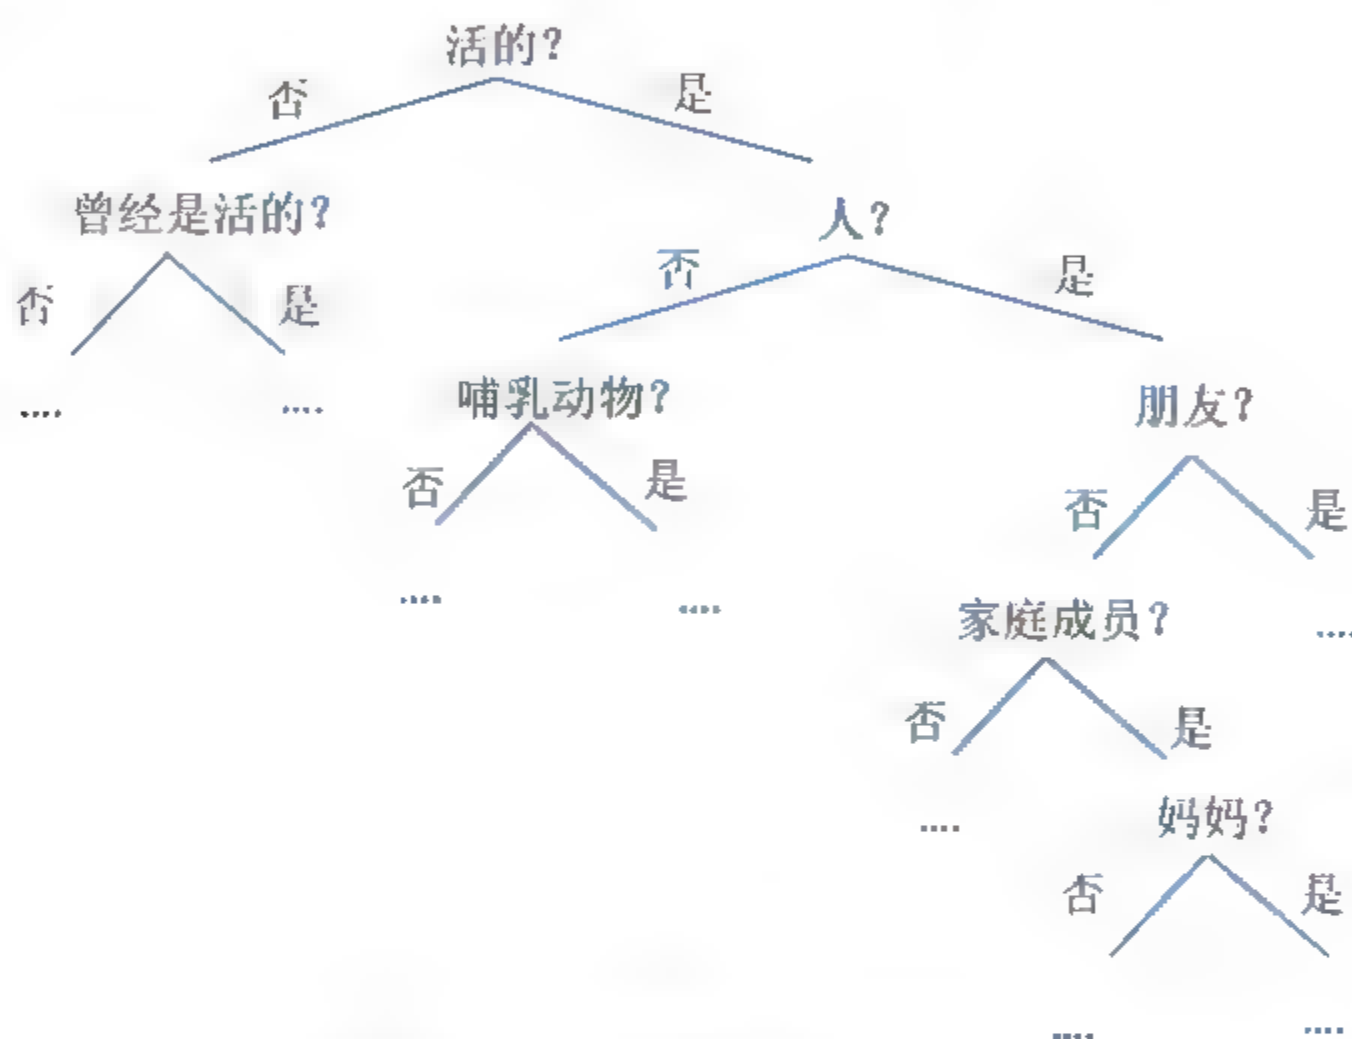 活的?
否 是
曾经是活的? 人?
否 是
否 是
哺乳动物? 朋友?
.... ....
否 是
否 是
.... ....
家庭成员? ....
否 是
妈妈?
....
否 是
.... ....